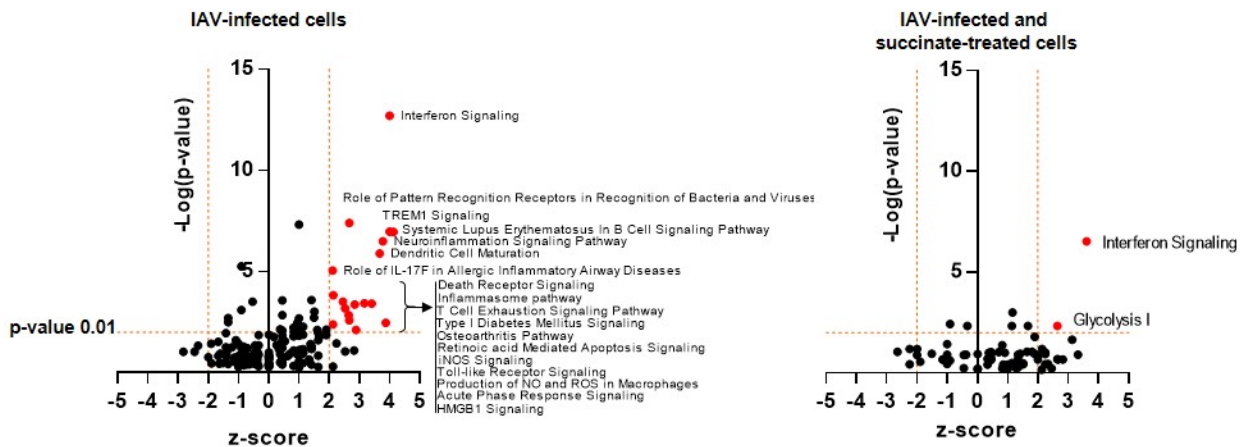 IAV-infected cells
15
10
5
-Log(p-value)
Interferon Signaling
Role of Pattern Recognition Receptors in Recognition of Bacteria and Viruses
TREM1 Signaling
Systemic Lupus Erythematosus In B Cell Signaling Pathway
Neuroinflammation Signaling Pathway
Dendritic Cell Maturation
Role of IL-17F in Allergic Inflammatory Airway Diseases
Death Receptor Signaling
Inflammasome pathway
T Cell Exhaustion Signaling Pathway
Type I Diabetes Mellitus Signaling
Osteoarthritis Pathway
Retinoic acid Mediated Apoptosis Signaling
iNOS Signaling
Toll-like Receptor Signaling
Production of NO and ROS in Macrophages
Acute Phase Response Signaling
HMGB1 Signaling
p-value 0.01
-5 -4 -3 -2 -1 0 1 2 3 4 5
z-score
IAV-infected and
succinate-treated cells
15
10
5
-Log(p-value)
Interferon Signaling
Glycolysis I
-5 -4 -3 -2 -1 0 1 2 3 4 5
z-score